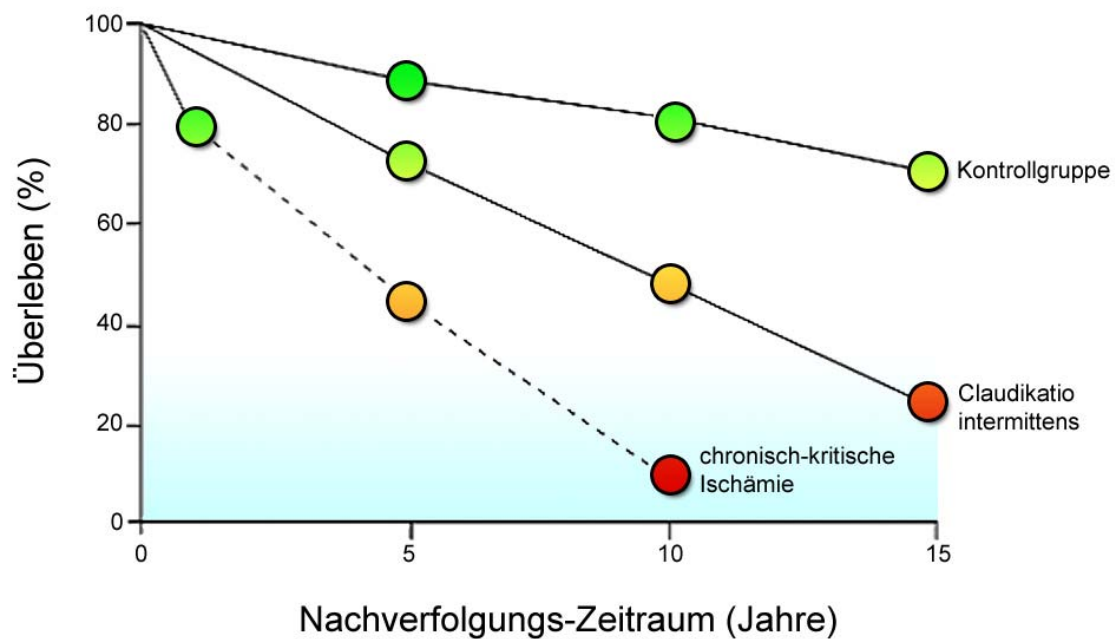 Überleben (%)
100
80
60
40
20
0
0
5
10
15
Kontrollgruppe
Claudikatio
intermittens
chronisch-kritische
Ischämie
Nachverfolgungs-Zeitraum (Jahre)